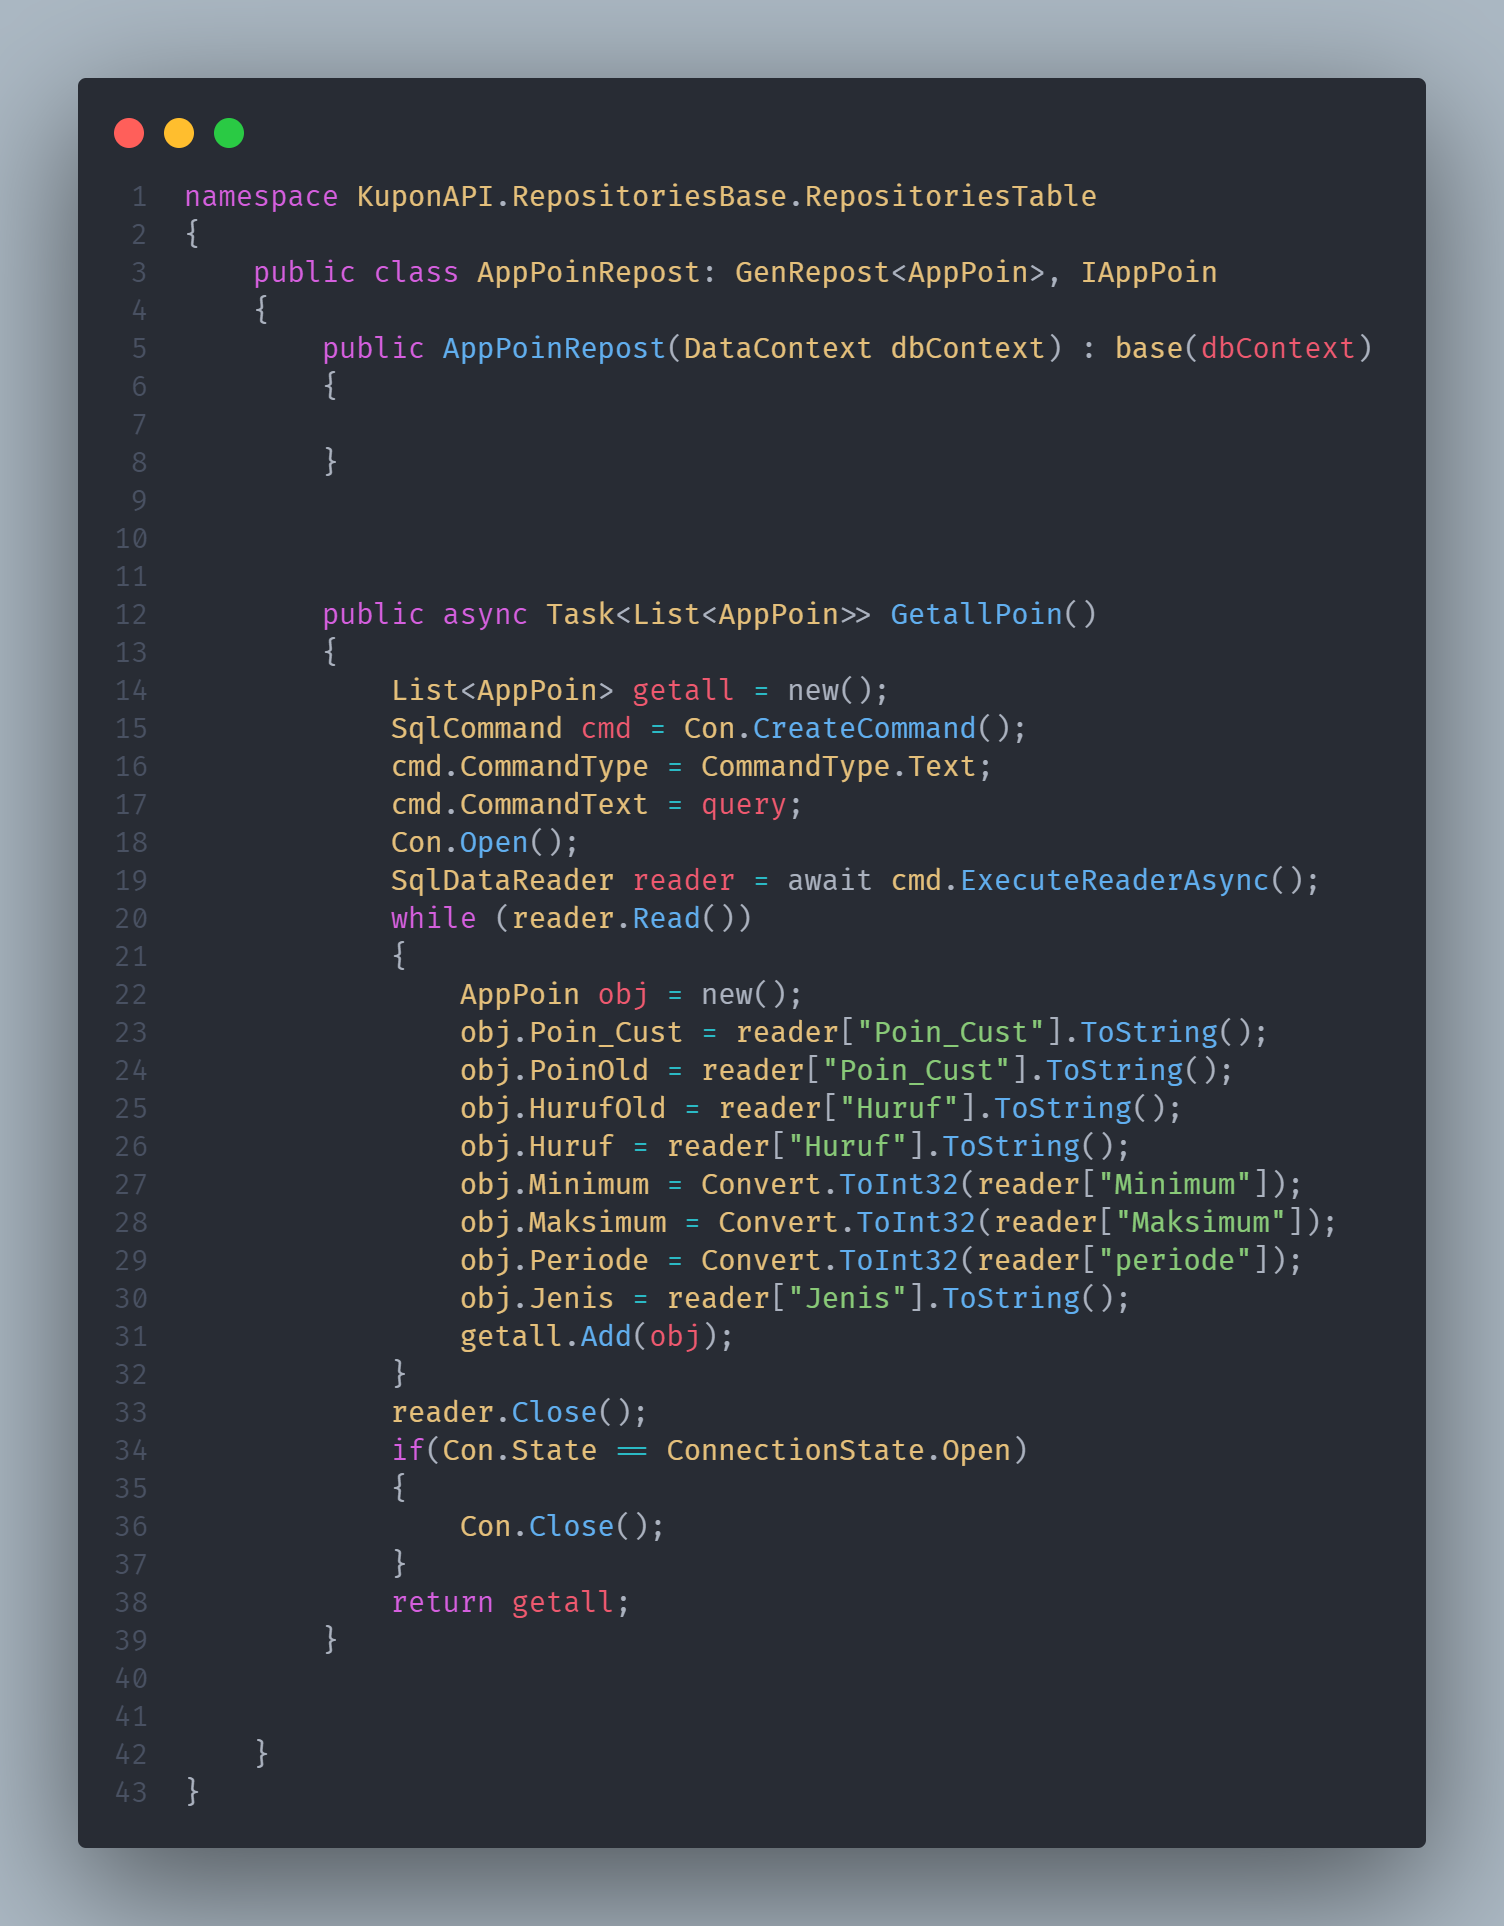 1 namespace KuponAPI.RepositoriesBase.RepositoriesTable
2 {
3     public class AppPoinRepost: GenRepost<AppPoin>, IAppPoin
4     {
5         public AppPoinRepost(DataContext dbContext) : base(dbContext)
6         {
7
8         }
9
10
11
12         public async Task<List<AppPoin>> GetallPoin()
13         {
14             List<AppPoin> getall = new();
15             SqlCommand cmd = Con.CreateCommand();
16             cmd.CommandType = CommandType.Text;
17             cmd.CommandText = query;
18             Con.Open();
19             SqlDataReader reader = await cmd.ExecuteReaderAsync();
20             while (reader.Read())
21             {
22                 AppPoin obj = new();
23                 obj.Poin_Cust = reader["Poin_Cust"].ToString();
24                 obj.PoinOld = reader["Poin_Cust"].ToString();
25                 obj.HurufOld = reader["Huruf"].ToString();
26                 obj.Huruf = reader["Huruf"].ToString();
27                 obj.Minimum = Convert.ToInt32(reader["Minimum"]);
28                 obj.Maksimum = Convert.ToInt32(reader["Maksimum"]);
29                 obj.Periode = Convert.ToInt32(reader["periode"]);
30                 obj.Jenis = reader["Jenis"].ToString();
31                 getall.Add(obj);
32             }
33             reader.Close();
34             if(Con.State == ConnectionState.Open)
35             {
36                 Con.Close();
37             }
38             return getall;
39         }
40
41
42     }
43 }